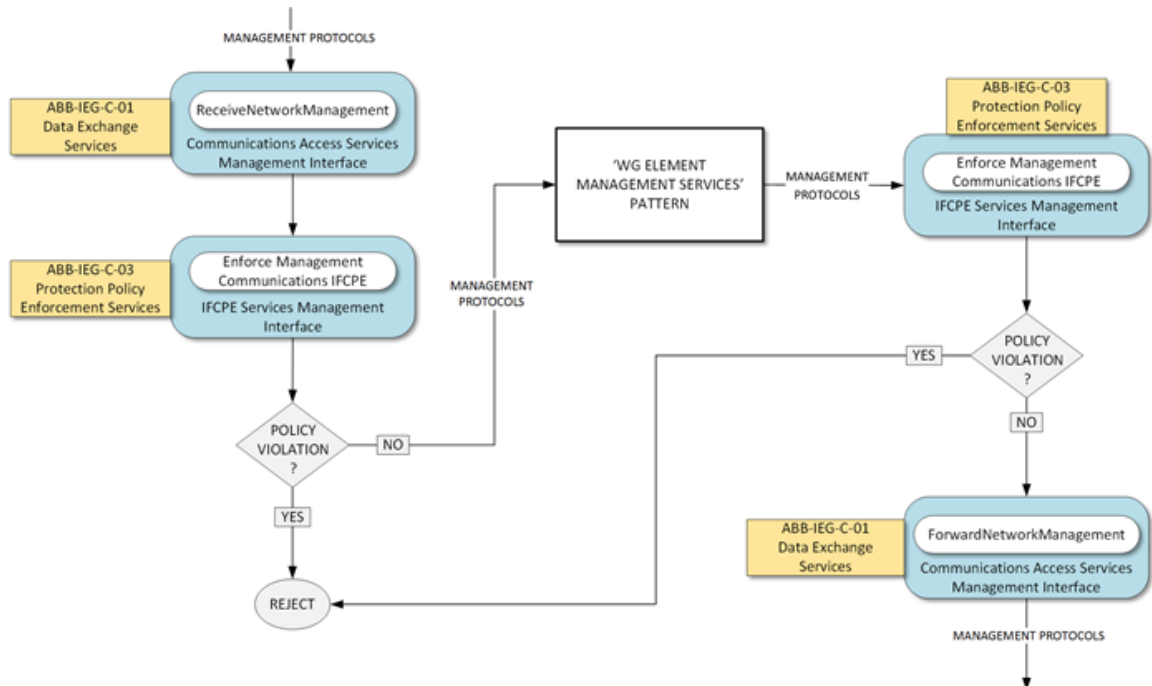 MANAGEMENT PROTOCOLS
ABB-IEG-C-01
Data Exchange
Services
ReceiveNetworkManagement
Communications Access Services
Management Interface
ABB-IEG-C-03
Protection Policy
Enforcement Services
Enforce Management
Communications IFCPE
IFCPE Services Management
Interface
POLICY
VIOLATION
?
NO
YES
REJECT
MANAGEMENT
PROTOCOLS
'WG ELEMENT
MANAGEMENT SERVICES'
PATTERN
MANAGEMENT
PROTOCOLS
ABB-IEG-C-03
Protection Policy
Enforcement Services
Enforce Management
Communications IFCPE
IFCPE Services Management
Interface
POLICY
VIOLATION
?
YES
NO
ABB-IEG-C-01
Data Exchange
Services
ForwardNetworkManagement
Communications Access Services
Management Interface
MANAGEMENT PROTOCOLS